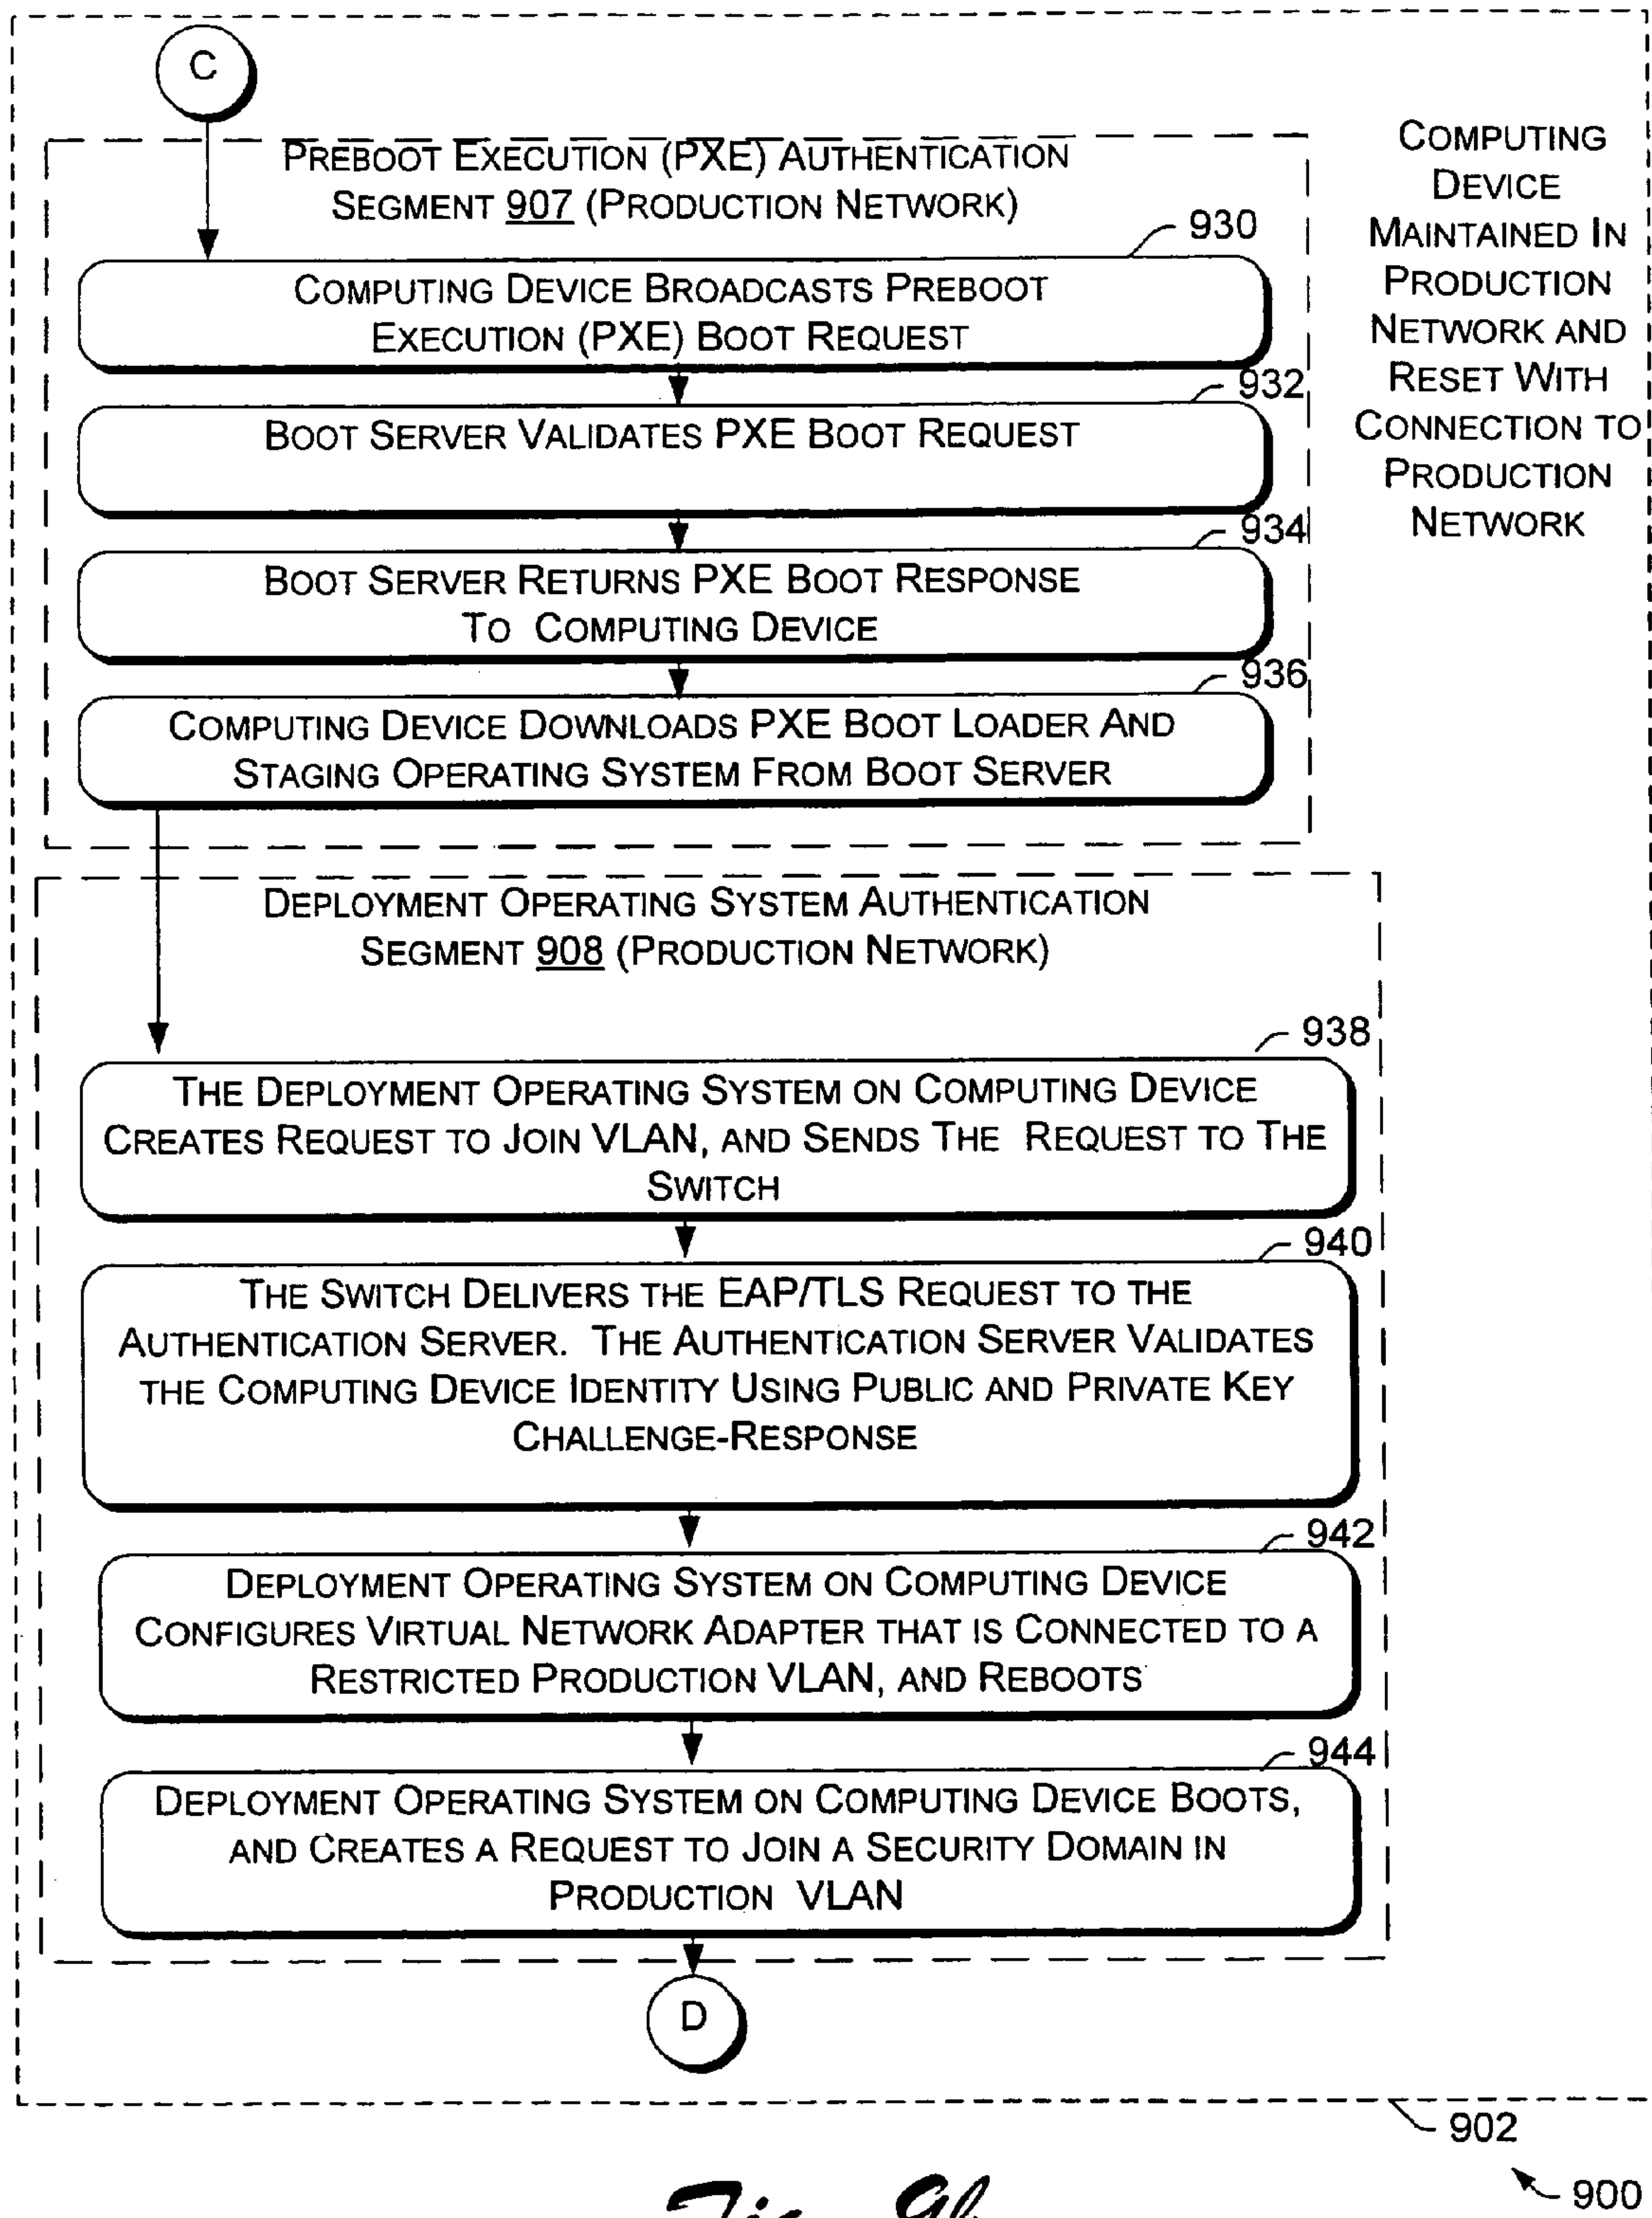 C
PREBOOT EXECUTION (PXE) AUTHENTICATION
SEGMENT 907 (PRODUCTION NETWORK)
930
COMPUTING DEVICE BROADCASTS PREBOOT
EXECUTION (PXE) BOOT REQUEST
932
BOOT SERVER VALIDATES PXE BOOT REQUEST
934
BOOT SERVER RETURNS PXE BOOT RESPONSE
TO COMPUTING DEVICE
936
COMPUTING DEVICE DOWNLOADS PXE BOOT LOADER AND
STAGING OPERATING SYSTEM FROM BOOT SERVER
COMPUTING
DEVICE
MAINTAINED IN
PRODUCTION
NETWORK AND
RESET WITH
CONNECTION TO
PRODUCTION
NETWORK
DEPLOYMENT OPERATING SYSTEM AUTHENTICATION
SEGMENT 908 (PRODUCTION NETWORK)
938
THE DEPLOYMENT OPERATING SYSTEM ON COMPUTING DEVICE
CREATES REQUEST TO JOIN VLAN, AND SENDS THE REQUEST TO THE
SWITCH
940
THE SWITCH DELIVERS THE EAP/TLS REQUEST TO THE
AUTHENTICATION SERVER. THE AUTHENTICATION SERVER VALIDATES
THE COMPUTING DEVICE IDENTITY USING PUBLIC AND PRIVATE KEY
CHALLENGE-RESPONSE
942
DEPLOYMENT OPERATING SYSTEM ON COMPUTING DEVICE
CONFIGURES VIRTUAL NETWORK ADAPTER THAT IS CONNECTED TO A
RESTRICTED PRODUCTION VLAN, AND REBOOTS
944
DEPLOYMENT OPERATING SYSTEM ON COMPUTING DEVICE BOOTS,
AND CREATES A REQUEST TO JOIN A SECURITY DOMAIN IN
PRODUCTION VLAN
D
902
900